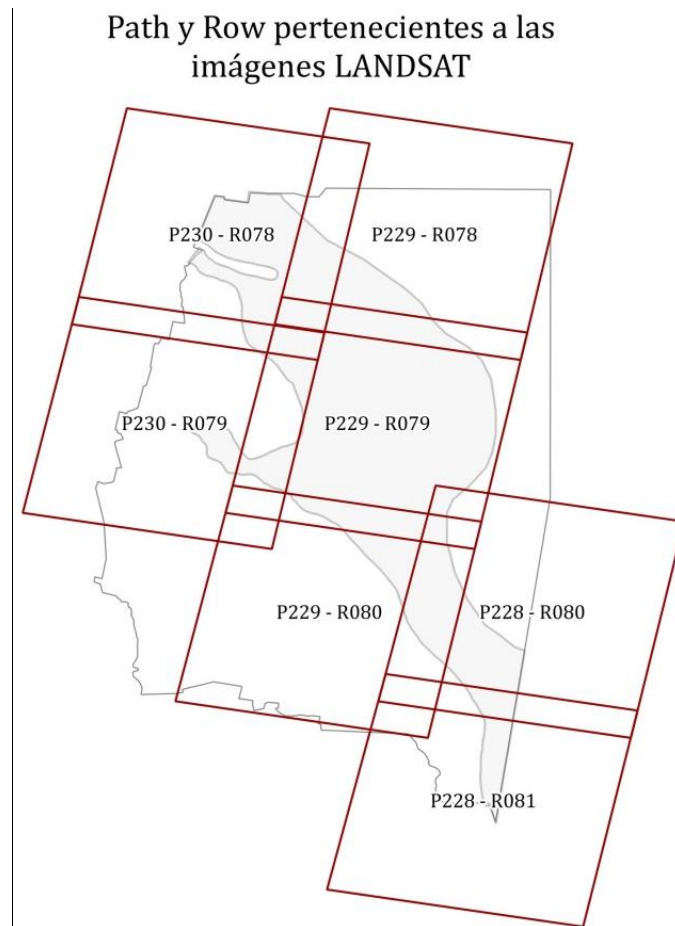 Path y Row pertenecientes a las
imágenes LANDSAT
P230 - R078
P229 - R078
P230 - R079
P229 - R079
P229 - R080
P228 - R080
P228 - R081